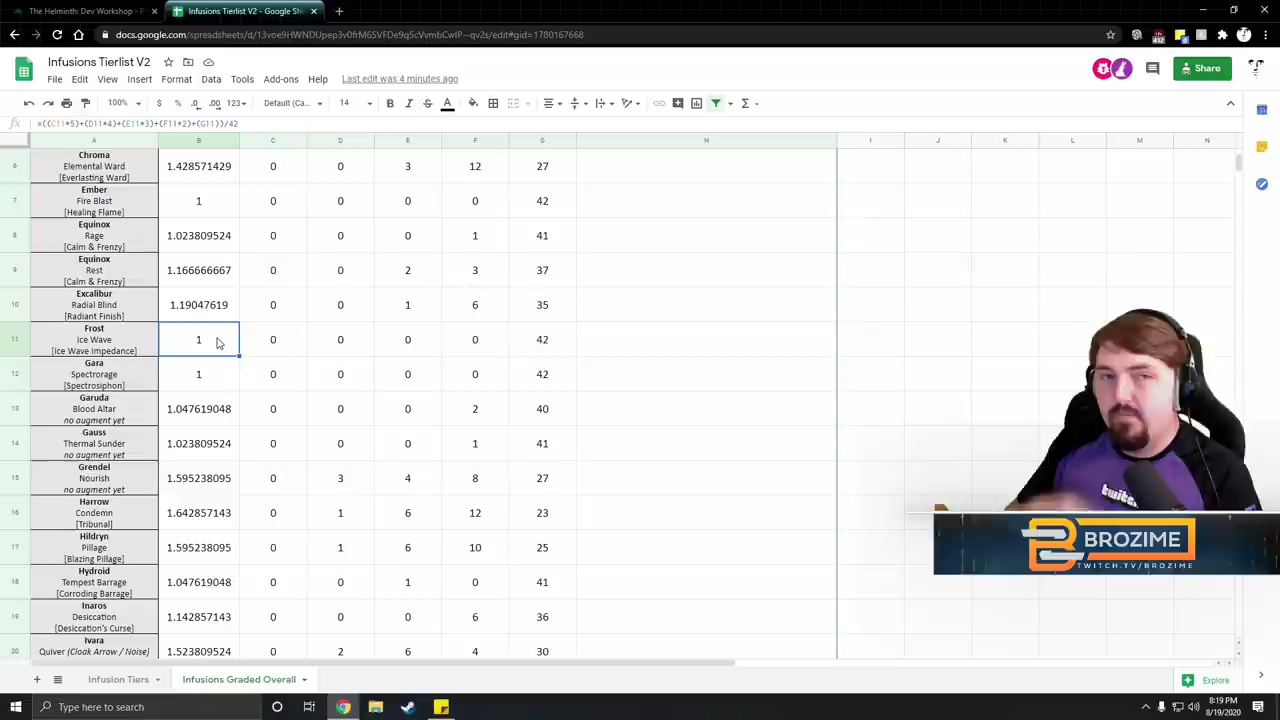 The Helminth: Dev Workshop - P
Infusions Tierlist V2 - Google She
docs.google.com/spreadsheets/d/13voe9HWNDUpep3v0frM6SVFDe9q5cVvmbCwiP--qv2s/edit#gid=1780167668
Infusions Tierlist V2
File Edit View Insert Format Data Tools Add-ons Help Last edit was 4 minutes ago
Share
100% $ % .0 .00 123 Default (Ca... 14 B I S A
fx =((C11*5)+(D11*4)+(E11*3)+(F11*2)+(G11))/42
A B C D E F G H I J K L M N
Chroma
6 Elemental Ward 1.428571429 0 0 3 12 27
[Everlasting Ward]
Ember
7 Fire Blast 1 0 0 0 0 42
[Healing Flame]
Equinox
8 Rage 1.023809524 0 0 0 1 41
[Calm & Frenzy]
Equinox
9 Rest 1.166666667 0 0 2 3 37
[Calm & Frenzy]
Excalibur
10 Radial Blind 1.19047619 0 0 1 6 35
[Radiant Finish]
Frost
11 Ice Wave 1 0 0 0 0 42
[Ice Wave Impedance]
Gara
12 Spectrorage 1 0 0 0 0 42
[Spectrosiphon]
Garuda
13 Blood Altar 1.047619048 0 0 0 2 40
no augment yet
Gauss
14 Thermal Sunder 1.023809524 0 0 0 1 41
no augment yet
Grendel
15 Nourish 1.595238095 0 3 4 8 27
no augment yet
Harrow
16 Condemn 1.642857143 0 1 6 12 23
[Tribunal]
Hildryn
17 Pillage 1.595238095 0 1 6 10 25
[Blazing Pillage]
Hydroid
18 Tempest Barrage 1.047619048 0 0 1 0 41
[Corroding Barrage]
Inaros
19 Desiccation 1.142857143 0 0 0 6 36
[Desiccation's Curse]
Ivara
20 Quiver (Cloak Arrow / Noise) 1.523809524 0 2 6 4 30
twitch
BROZIME
TWITCH.TV/BROZIME
Infusion Tiers Infusions Graded Overall
Explore
Type here to search
8:19 PM
8/19/2020